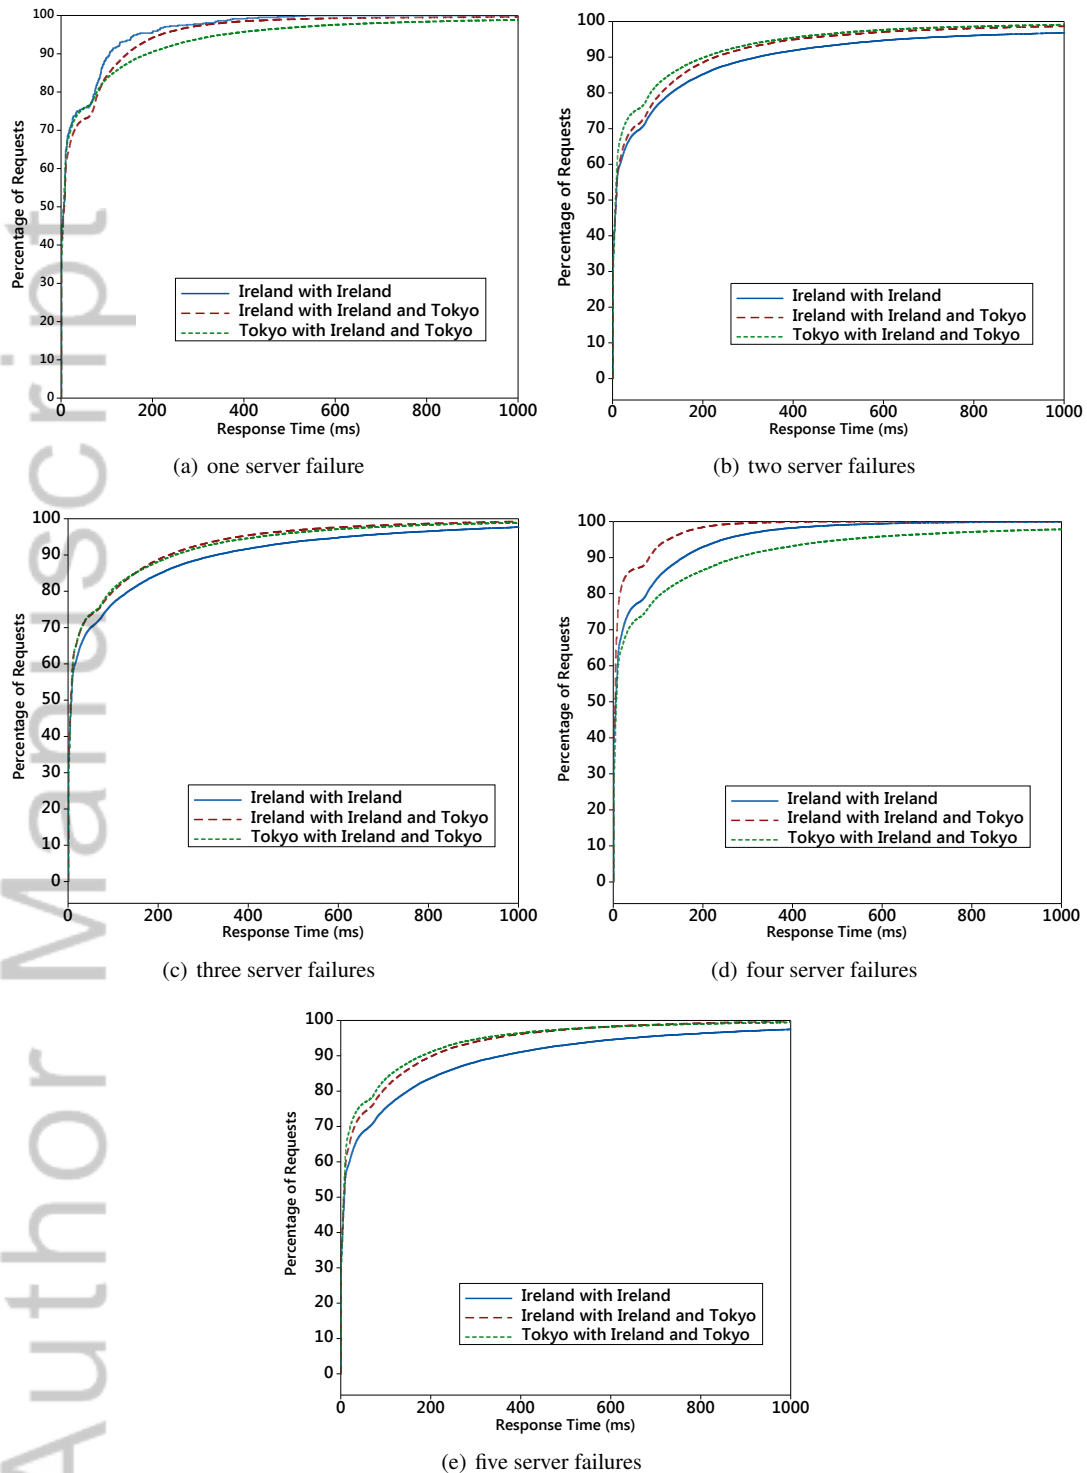 Author Manuscript
100
90
80
70
60
50
40
30
20
10
0
Percentage of Requests
Ireland with Ireland
Ireland with Ireland and Tokyo
Tokyo with Ireland and Tokyo
0 200 400 600 800 1000
Response Time (ms)
(a) one server failure
100
90
80
70
60
50
40
30
20
10
0
Percentage of Requests
Ireland with Ireland
Ireland with Ireland and Tokyo
Tokyo with Ireland and Tokyo
0 200 400 600 800 1000
Response Time (ms)
(b) two server failures
100
90
80
70
60
50
40
30
20
10
0
Percentage of Requests
Ireland with Ireland
Ireland with Ireland and Tokyo
Tokyo with Ireland and Tokyo
0 200 400 600 800 1000
Response Time (ms)
(c) three server failures
100
90
80
70
60
50
40
30
20
10
0
Percentage of Requests
Ireland with Ireland
Ireland with Ireland and Tokyo
Tokyo with Ireland and Tokyo
0 200 400 600 800 1000
Response Time (ms)
(d) four server failures
100
90
80
70
60
50
40
30
20
10
0
Percentage of Requests
Ireland with Ireland
Ireland with Ireland and Tokyo
Tokyo with Ireland and Tokyo
0 200 400 600 800 1000
Response Time (ms)
(e) five server failures